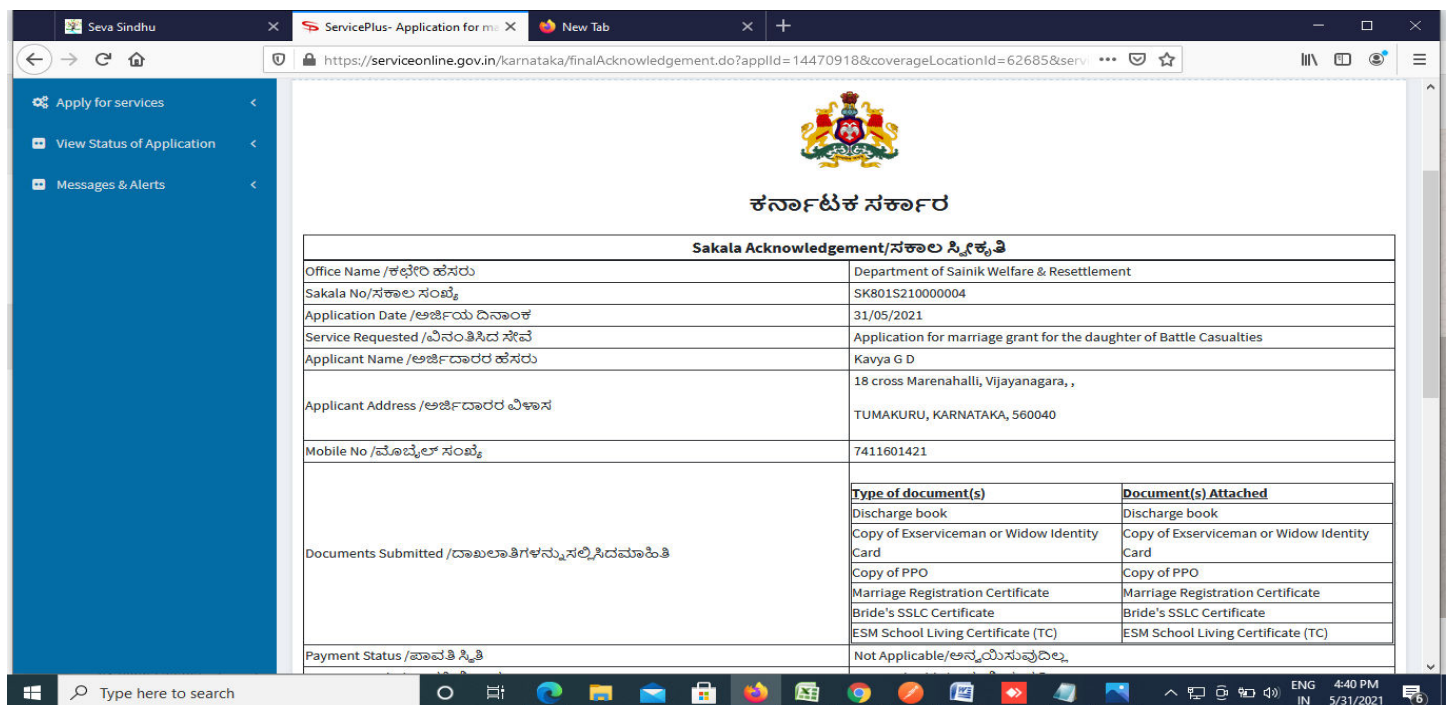 Seva Sindhu
ServicePlus- Application for ma
New Tab
https://serviceonline.gov.in/karnataka/finalAcknowledgement.do?applId=14470918&coverageLocationId=62685&serv
Apply for services
View Status of Application
Messages & Alerts
ಕರ್ನಾಟಕ ಸರ್ಕಾರ
Sakala Acknowledgement/ಸಕಾಲ ಸ್ವೀಕೃತಿ
Office Name /ಕಛೇರಿ ಹೆಸರು Department of Sainik Welfare & Resettlement
Sakala No/ಸಕಾಲ ಸಂಖ್ಯೆ SK801S210000004
Application Date /ಅರ್ಜಿಯ ದಿನಾಂಕ 31/05/2021
Service Requested /ವಿನಂತಿಸಿದ ಸೇವೆ Application for marriage grant for the daughter of Battle Casualties
Applicant Name /ಅರ್ಜಿದಾರರ ಹೆಸರು Kavya G D
Applicant Address /ಅರ್ಜಿದಾರರ ವಿಳಾಸ 18 cross Marenahalli, Vijayanagara, ,
TUMAKURU, KARNATAKA, 560040
Mobile No /ಮೊಬೈಲ್ ಸಂಖ್ಯೆ 7411601421
Documents Submitted /ದಾಖಲಾತಿಗಳನ್ನುಸಲ್ಲಿಸಿದಮಾಹಿತಿ
Type of document(s) Document(s) Attached
Discharge book Discharge book
Copy of Exserviceman or Widow Identity Copy of Exserviceman or Widow Identity
Card Card
Copy of PPO Copy of PPO
Marriage Registration Certificate Marriage Registration Certificate
Bride's SSLC Certificate Bride's SSLC Certificate
ESM School Living Certificate (TC) ESM School Living Certificate (TC)
Payment Status /ಪಾವತಿ ಸ್ಥಿತಿ Not Applicable/ಅನ್ವಯಿಸುವುದಿಲ್ಲ
Type here to search
ENG 4:40 PM
IN 5/31/2021
6